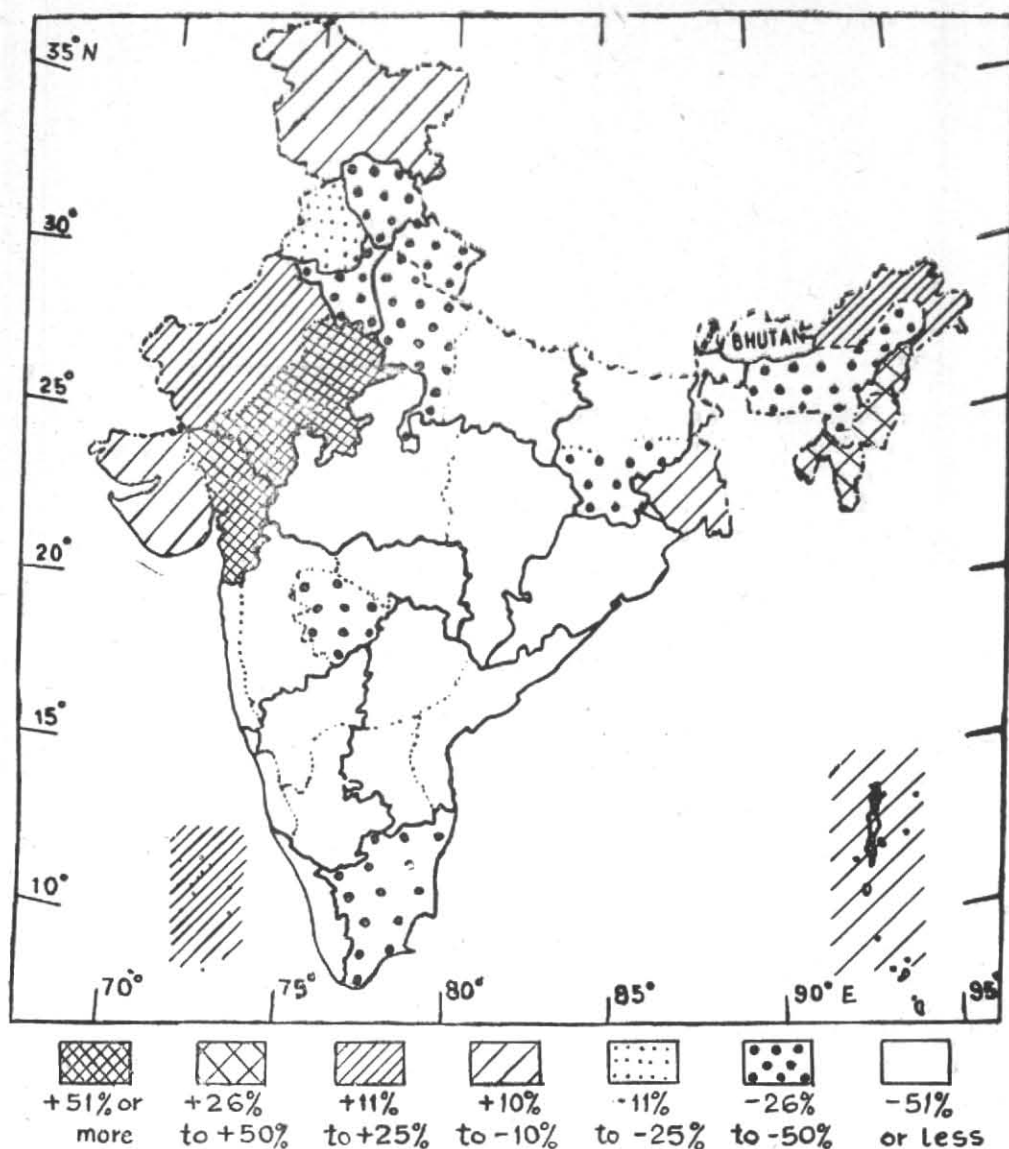 35° N
30°
25°
20°
15°
10°
BHUTAN
70°
75°
80°
85°
90° E
95°
+51% or
more
+26%
to +50%
+11%
to +25%
+10%
to -10%
-11%
to -25%
-26%
to -50%
-51%
or less